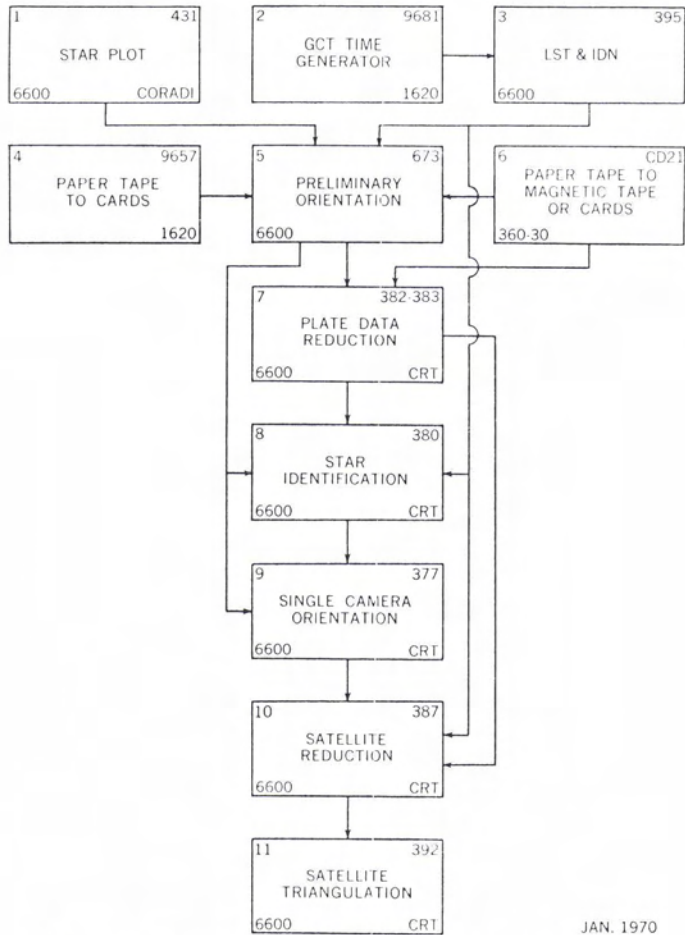 1 431
STAR PLOT
6600 CORADI
2 9681
GCT TIME
GENERATOR
1620
3 395
LST & IDN
6600
4 9657
PAPER TAPE
TO CARDS
1620
5 673
PRELIMINARY
ORIENTATION
6600
6 CD21
PAPER TAPE TO
MAGNETIC TAPE
OR CARDS
360-30
7 382-383
PLATE DATA
REDUCTION
6600 CRT
8 380
STAR
IDENTIFICATION
6600 CRT
9 377
SINGLE CAMERA
ORIENTATION
6600 CRT
10 387
SATELLITE
REDUCTION
6600 CRT
11 392
SATELLITE
TRIANGULATION
6600 CRT
JAN. 1970